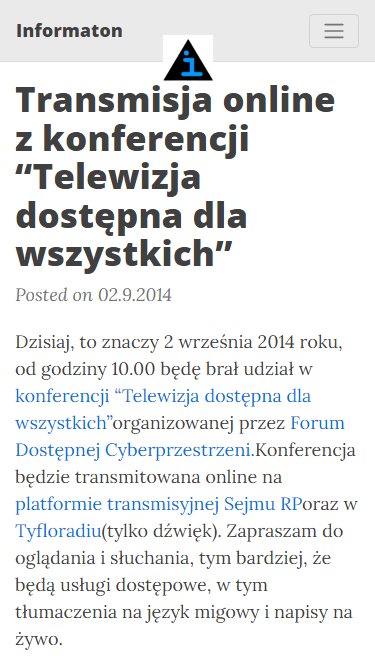 Informaton
i
Transmisja online
z konferencji
“Telewizja
dostępna dla
wszystkich”
Posted on 02.9.2014
Dzisiaj, to znaczy 2 września 2014 roku,
od godziny 10.00 będę brał udział w
konferencji “Telewizja dostępna dla
wszystkich”organizowanej przez Forum
Dostępnej Cyberprzestrzeni.Konferencja
będzie transmitowana online na
platformie transmisyjnej Sejmu RPoraz w
Tyfloradiu(tylko dźwięk). Zapraszam do
oglądania i słuchania, tym bardziej, że
będą usługi dostępowe, w tym
tłumaczenia na język migowy i napisy na
żywo.